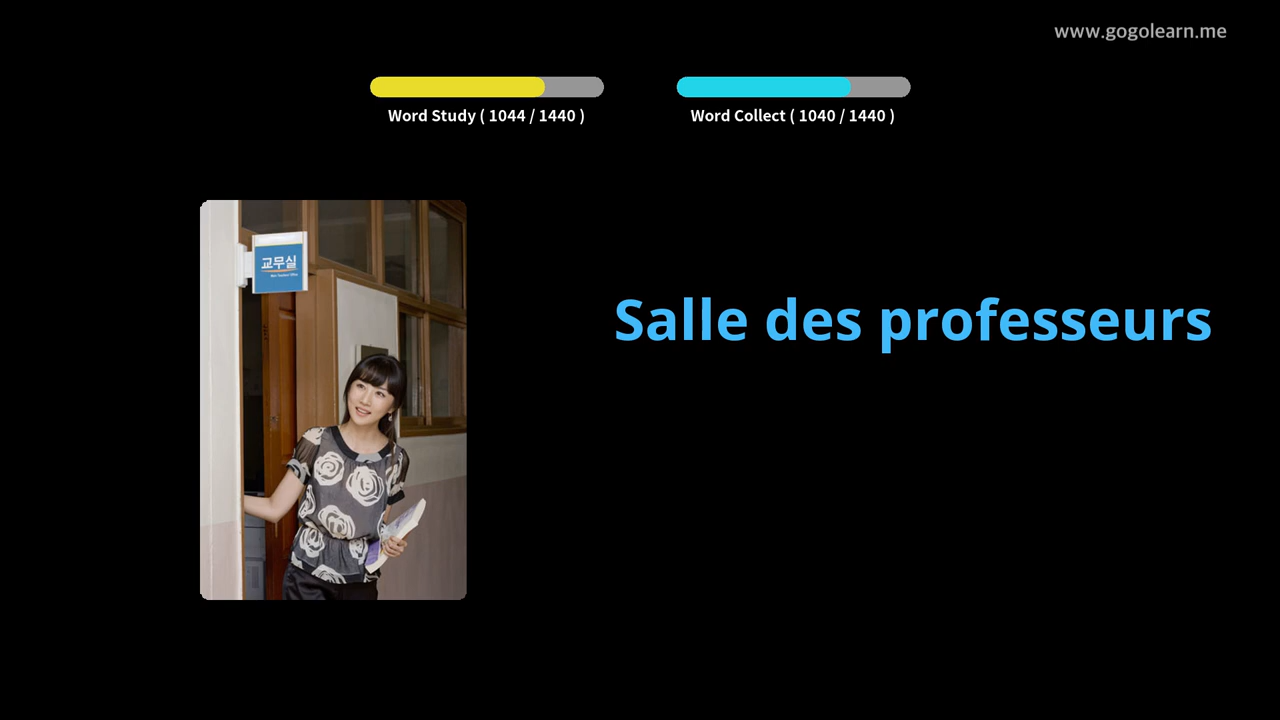 www.gogolearn.me
Word Study ( 1044 / 1440 )
Word Collect ( 1040 / 1440 )
교무실
Salle des professeurs